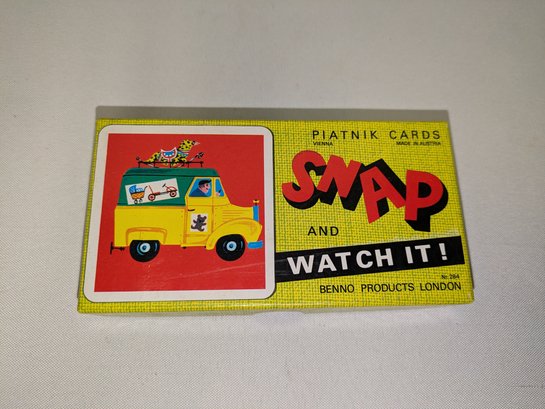 PIATNIK CARDS
VIENNA MADE IN AUSTRIA
SNAP
AND
WATCH IT!
Nr. 284
BENNO PRODUCTS LONDON